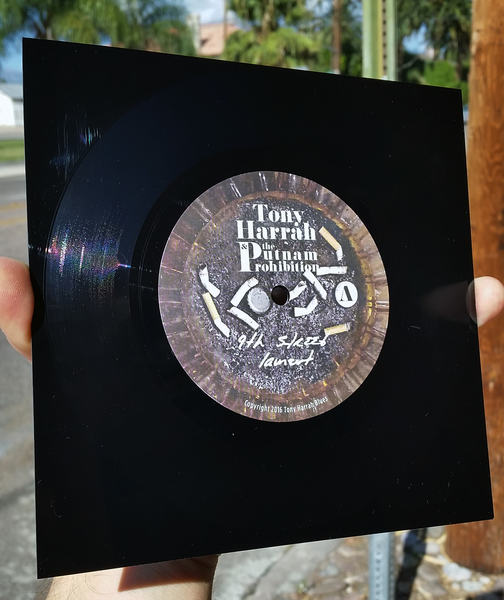 Tony
Harrah
& the
Putnam
Prohibition
A
9th Street
lament
Copyright 2016 Tony Harrah Blues